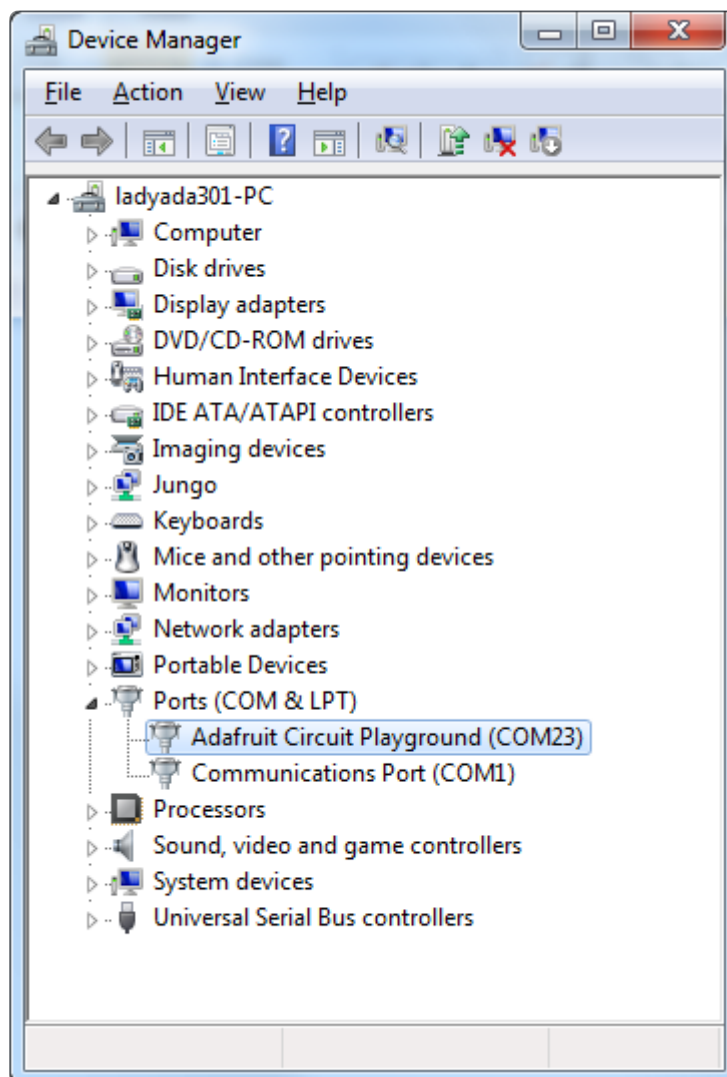 Device Manager
File Action View Help
ladyada301-PC
Computer
Disk drives
Display adapters
DVD/CD-ROM drives
Human Interface Devices
IDE ATA/ATAPI controllers
Imaging devices
Jungo
Keyboards
Mice and other pointing devices
Monitors
Network adapters
Portable Devices
Ports (COM & LPT)
Adafruit Circuit Playground (COM23)
Communications Port (COM1)
Processors
Sound, video and game controllers
System devices
Universal Serial Bus controllers